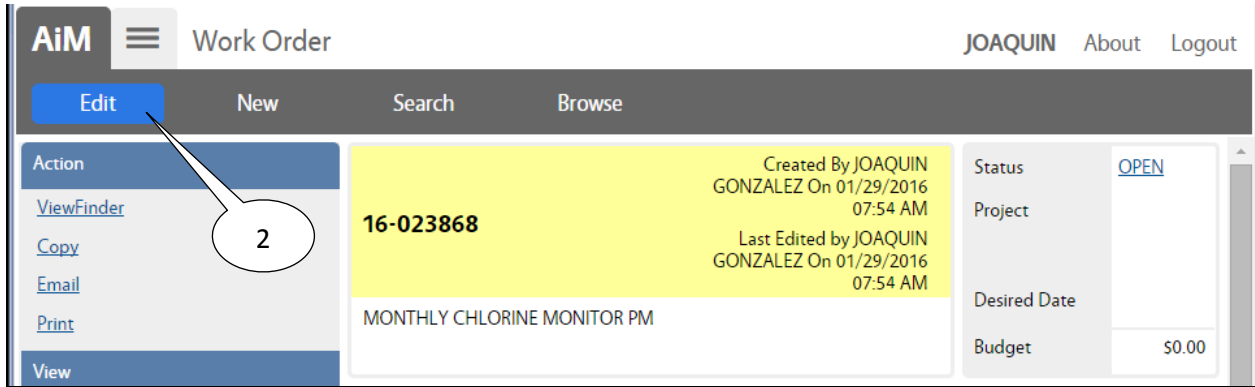 AiM Work Order JOAQUIN About Logout
Edit New Search Browse
Action
ViewFinder
Copy
Email
Print
View
2
16-023868
Created By JOAQUIN
GONZALEZ On 01/29/2016
07:54 AM
Last Edited by JOAQUIN
GONZALEZ On 01/29/2016
07:54 AM
MONTHLY CHLORINE MONITOR PM
Status OPEN
Project
Desired Date
Budget $0.00